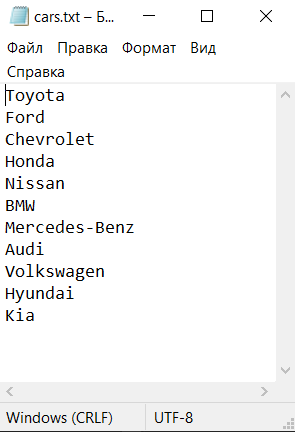 cars.txt – Б...
Файл Правка Формат Вид
Справка
Toyota
Ford
Chevrolet
Honda
Nissan
BMW
Mercedes-Benz
Audi
Volkswagen
Hyundai
Kia
Windows (CRLF) UTF-8